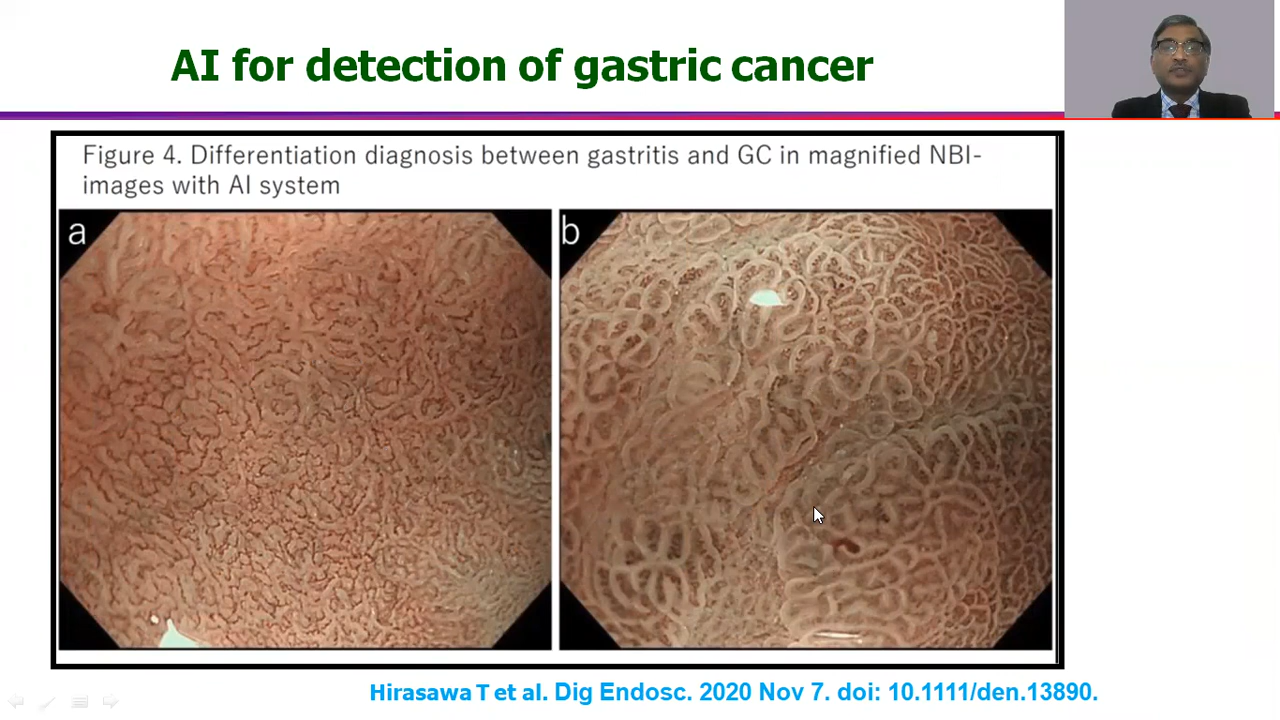 AI for detection of gastric cancer
Figure 4. Differentiation diagnosis between gastritis and GC in magnified NBI-
images with AI system
a
b
Hirasawa T et al. Dig Endosc. 2020 Nov 7. doi: 10.1111/den.13890.